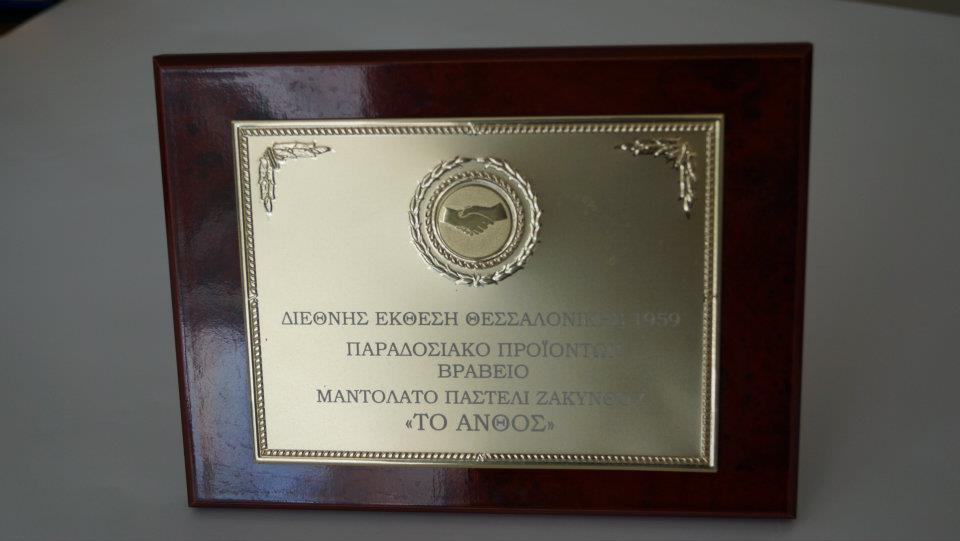 ΔΙΕΘΝΗΣ ΕΚΘΕΣΗ ΘΕΣΣΑΛΟΝΙΚΗΣ 1959
ΠΑΡΑΔΟΣΙΑΚΟ ΠΡΟΪΟΝΤΩΝ
ΒΡΑΒΕΙΟ
ΜΑΝΤΟΛΑΤΟ ΠΑΣΤΕΛΙ ΖΑΚΥΝΘΟΥ
«ΤΟ ΑΝΘΟΣ»